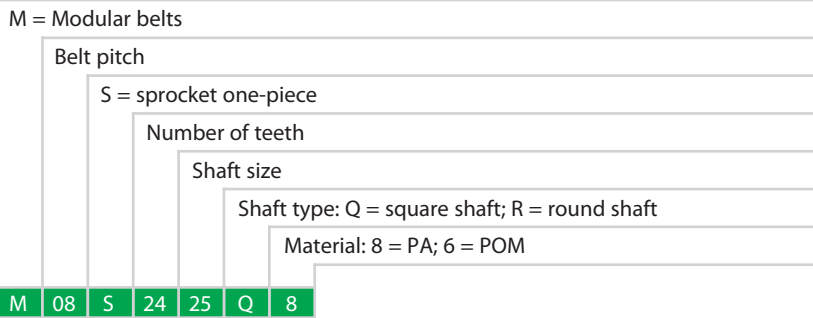 M = Modular belts
Belt pitch
S = sprocket one-piece
Number of teeth
Shaft size
Shaft type: Q = square shaft; R = round shaft
Material: 8 = PA; 6 = POM
M 08 S 24 25 Q 8